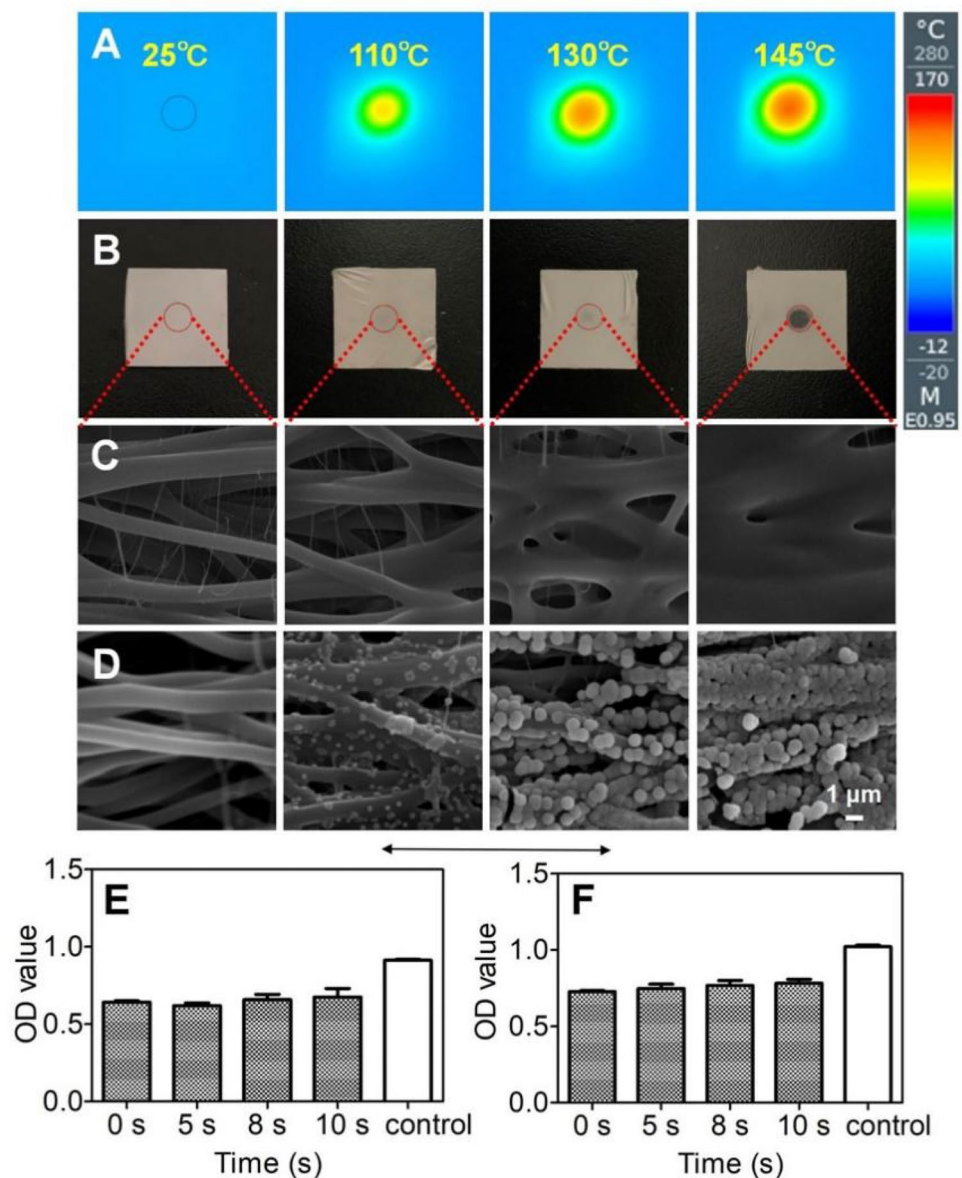 A
25°C
110°C
130°C
145°C
°C
280
170
-12
-20
M
E0.95
B
C
D
1 µm
E
OD value
1.5
1.0
0.5
0.0
0 s 5 s 8 s 10 s control
Time (s)
F
OD value
1.5
1.0
0.5
0.0
0 s 5 s 8 s 10 s control
Time (s)